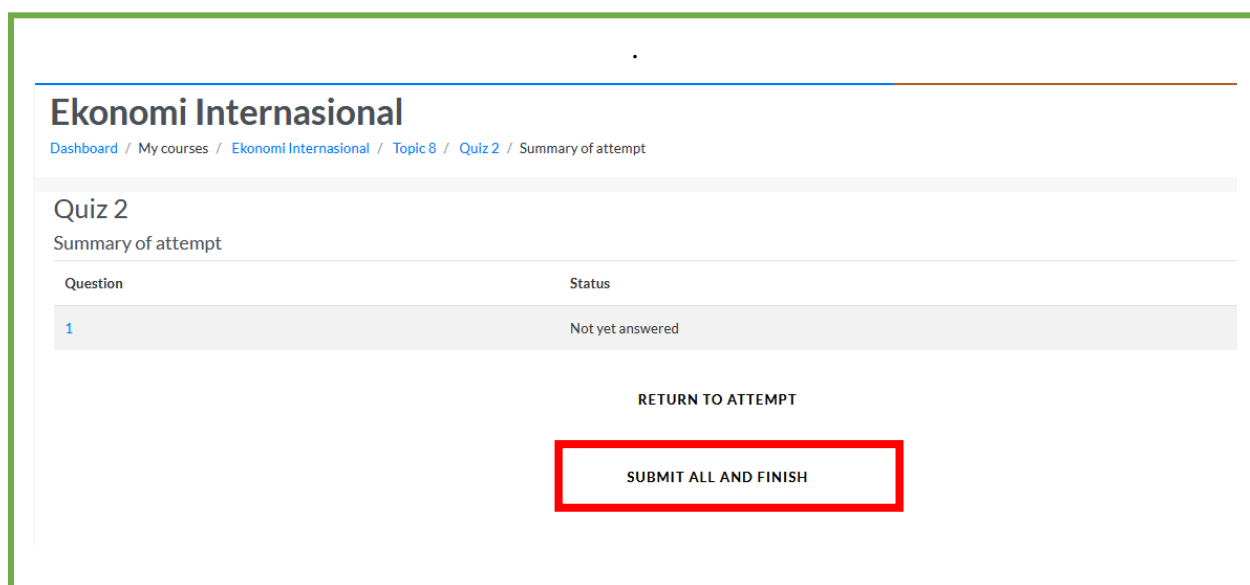 .
Ekonomi Internasional
Dashboard / My courses / Ekonomi Internasional / Topic 8 / Quiz 2 / Summary of attempt
Quiz 2
Summary of attempt
Question Status
1 Not yet answered
RETURN TO ATTEMPT
SUBMIT ALL AND FINISH